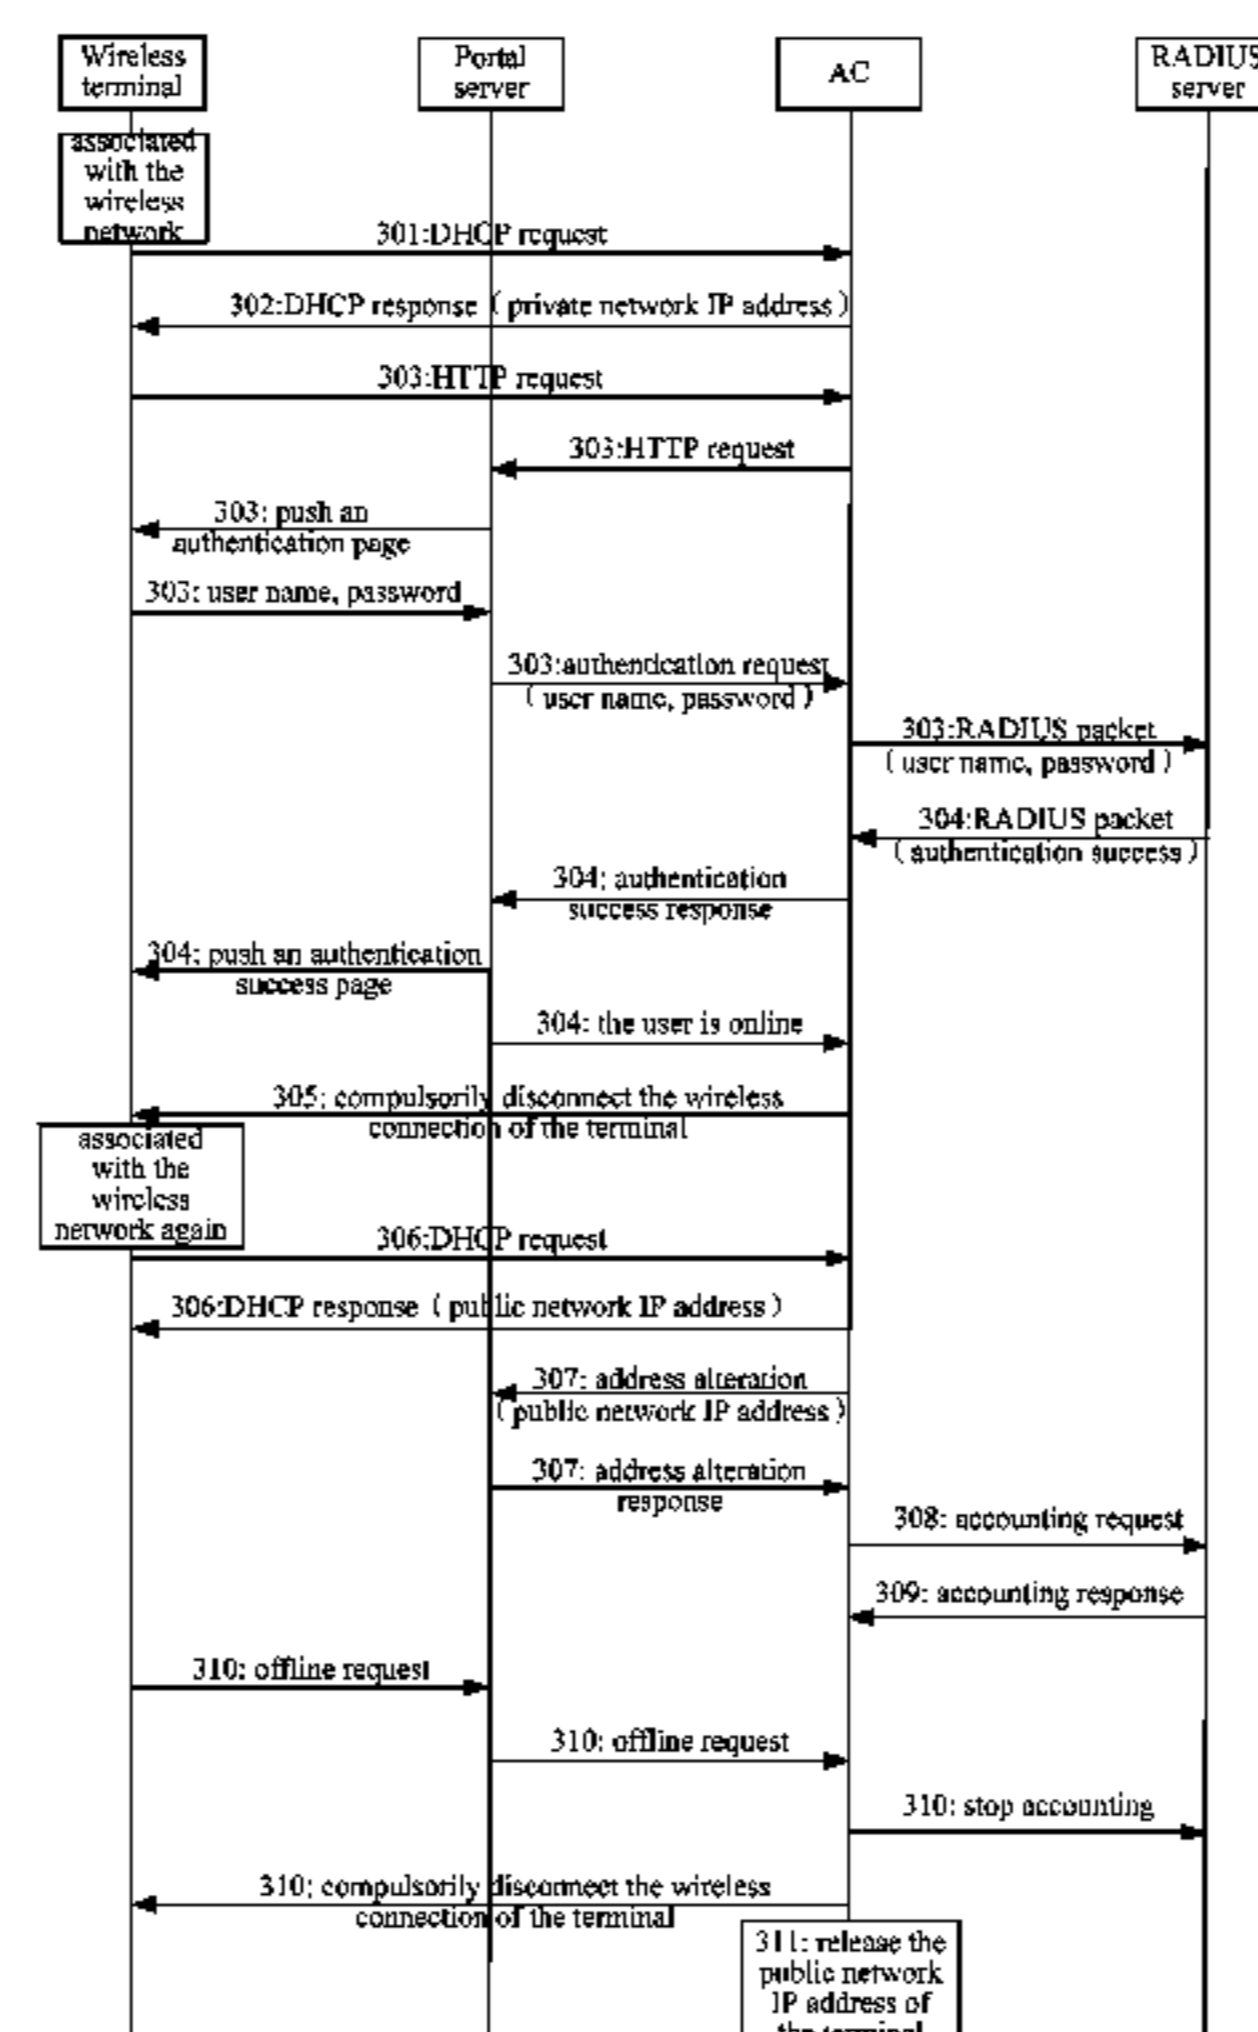 Wireless
terminal
Portal
server
AC
RADIUS
server
associated
with the
wireless
network
301:DHCP request
302:DHCP response ( private network IP address )
303:HTTP request
303:HTTP request
303: push an
authentication page
303: user name, password
303:authentication request
( user name, password )
303:RADIUS packet
( user name, password )
304:RADIUS packet
( authentication success )
304: authentication
success response
304: push an authentication
success page
304: the user is online
305: compulsorily disconnect the wireless
connection of the terminal
associated
with the
wireless
network again
306:DHCP request
306:DHCP response ( public network IP address )
307: address alteration
( public network IP address )
307: address alteration
response
308: accounting request
309: accounting response
310: offline request
310: offline request
310: stop accounting
310: compulsorily disconnect the wireless
connection of the terminal
311: release the
public network
IP address of
the terminal